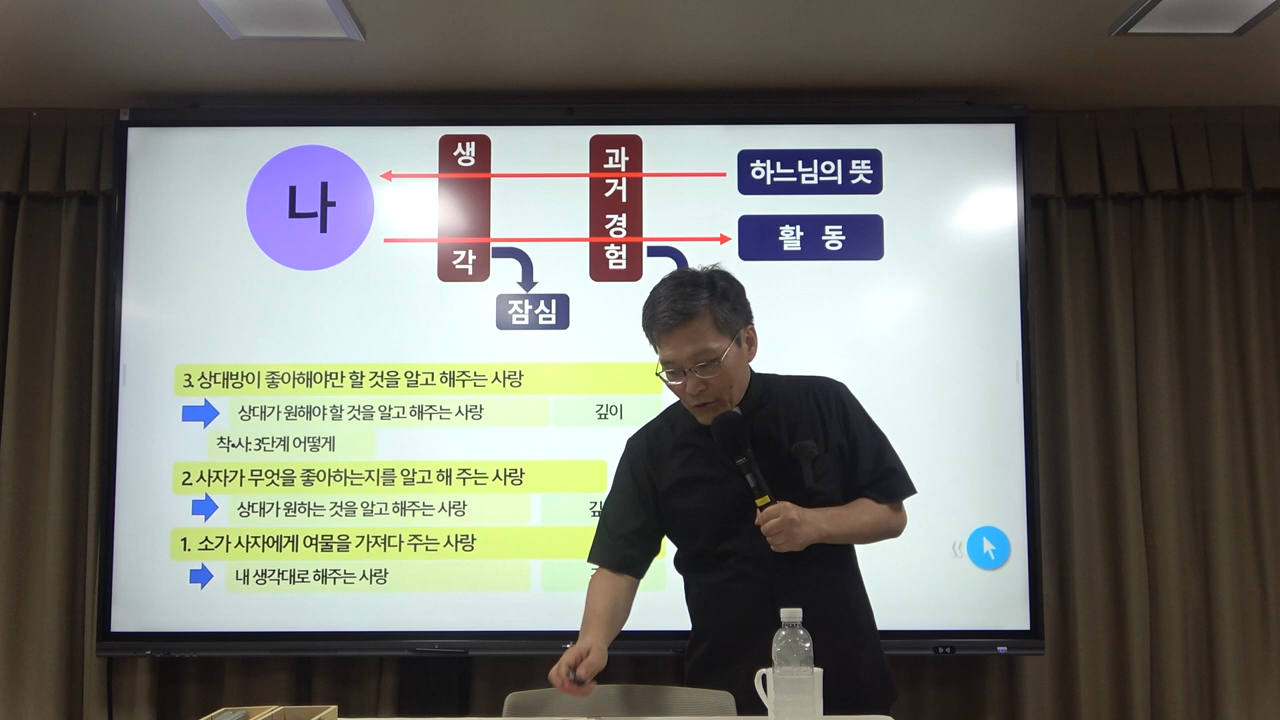 나
생각
과거 경험
하느님의 뜻
활 동
잠심
3. 상대방이 좋아해야만 할 것을 알고 해주는 사랑
상대가 원해야 할 것을 알고 해주는 사랑 깊이
착•사: 3단계 어떻게
2. 사자가 무엇을 좋아하는지를 알고 해 주는 사랑
상대가 원하는 것을 알고 해주는 사랑
1. 소가 사자에게 여물을 가져다 주는 사랑
내 생각대로 해주는 사랑